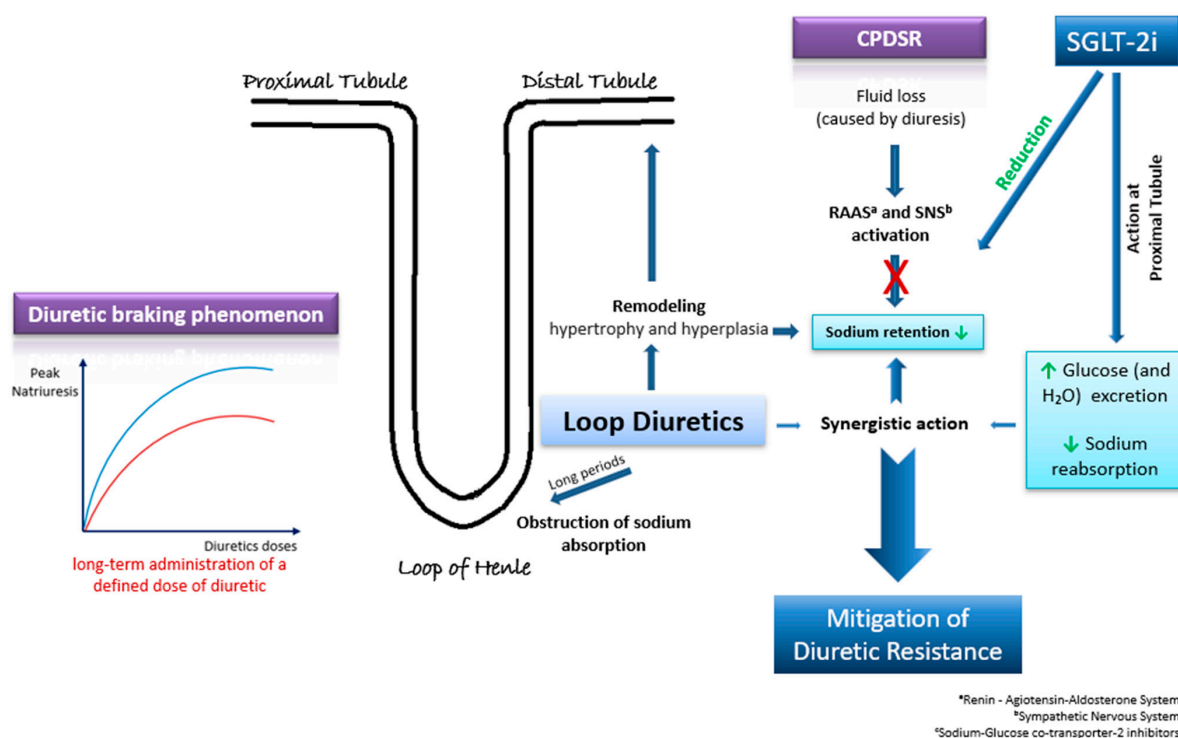 CPDSR
SGLT-2i
Proximal Tubule
Distal Tubule
Fluid loss
(caused by diuresis)
Reduction
Action at
Proximal Tubule
RAASᵃ and SNSᵇ
activation
X
Diuretic braking phenomenon
Remodeling
hypertrophy and hyperplasia
Sodium retention ↓
Peak
Natriuresis
↑ Glucose (and
H₂O) excretion
↓ Sodium
reabsorption
Loop Diuretics
Synergistic action
Long periods
Obstruction of sodium
absorption
Diuretics doses
long-term administration of a
defined dose of diuretic
Loop of Henle
Mitigation of
Diuretic Resistance
ᵃRenin - Agiotensin-Aldosterone System
ᵇSympathetic Nervous System
ᶜSodium-Glucose co-transporter-2 inhibitors